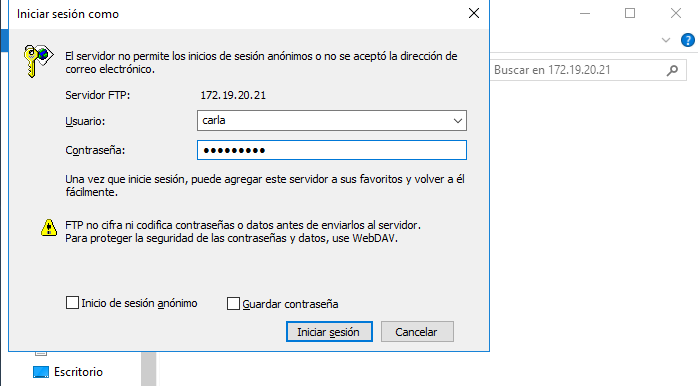 Iniciar sesión como
El servidor no permite los inicios de sesión anónimos o no se aceptó la dirección de
correo electrónico.
Servidor FTP: 172.19.20.21
Usuario: carla
Contraseña: ●●●●●●●●●
Una vez que inicie sesión, puede agregar este servidor a sus favoritos y volver a él
fácilmente.
FTP no cifra ni codifica contraseñas o datos antes de enviarlos al servidor.
Para proteger la seguridad de las contraseñas y datos, use WebDAV.
Inicio de sesión anónimo
Guardar contraseña
Iniciar sesión
Cancelar
Buscar en 172.19.20.21
Escritorio